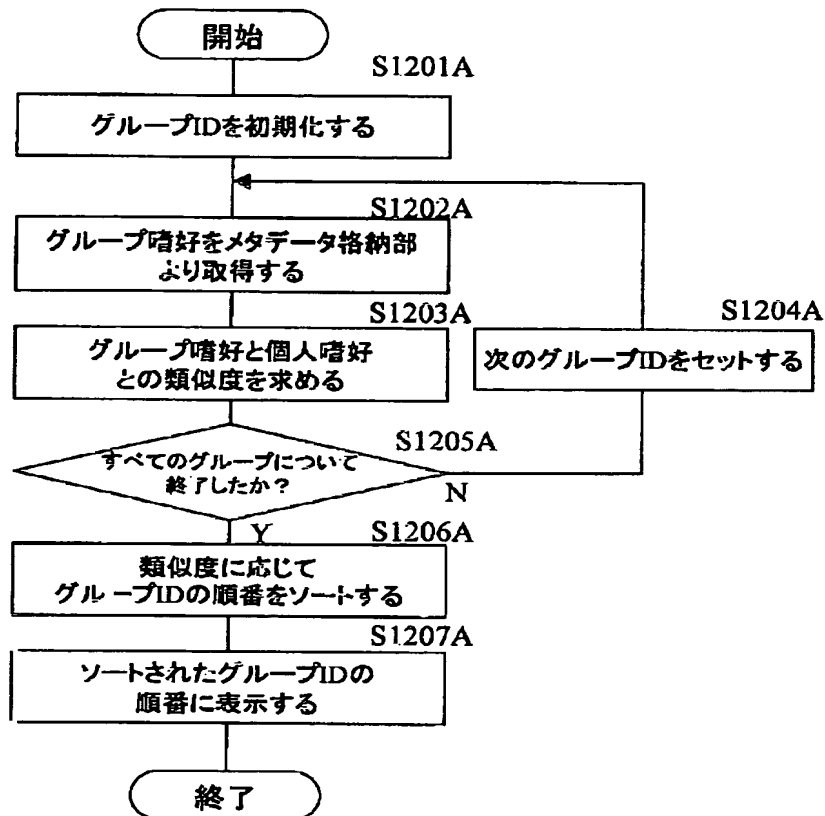 開始
S1201A
グループIDを初期化する
S1202A
グループ嗜好をメタデータ格納部
より取得する
S1203A
グループ嗜好と個人嗜好
との類似度を求める
S1204A
次のグループIDをセットする
S1205A
すべてのグループについて
終了したか？
N
Y
S1206A
類似度に応じて
グループIDの順番をソートする
S1207A
ソートされたグループIDの
順番に表示する
終了